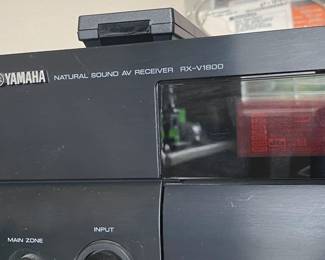 YAMAHA NATURAL SOUND AV RECEIVER RX-V1800
INPUT
MAIN ZONE